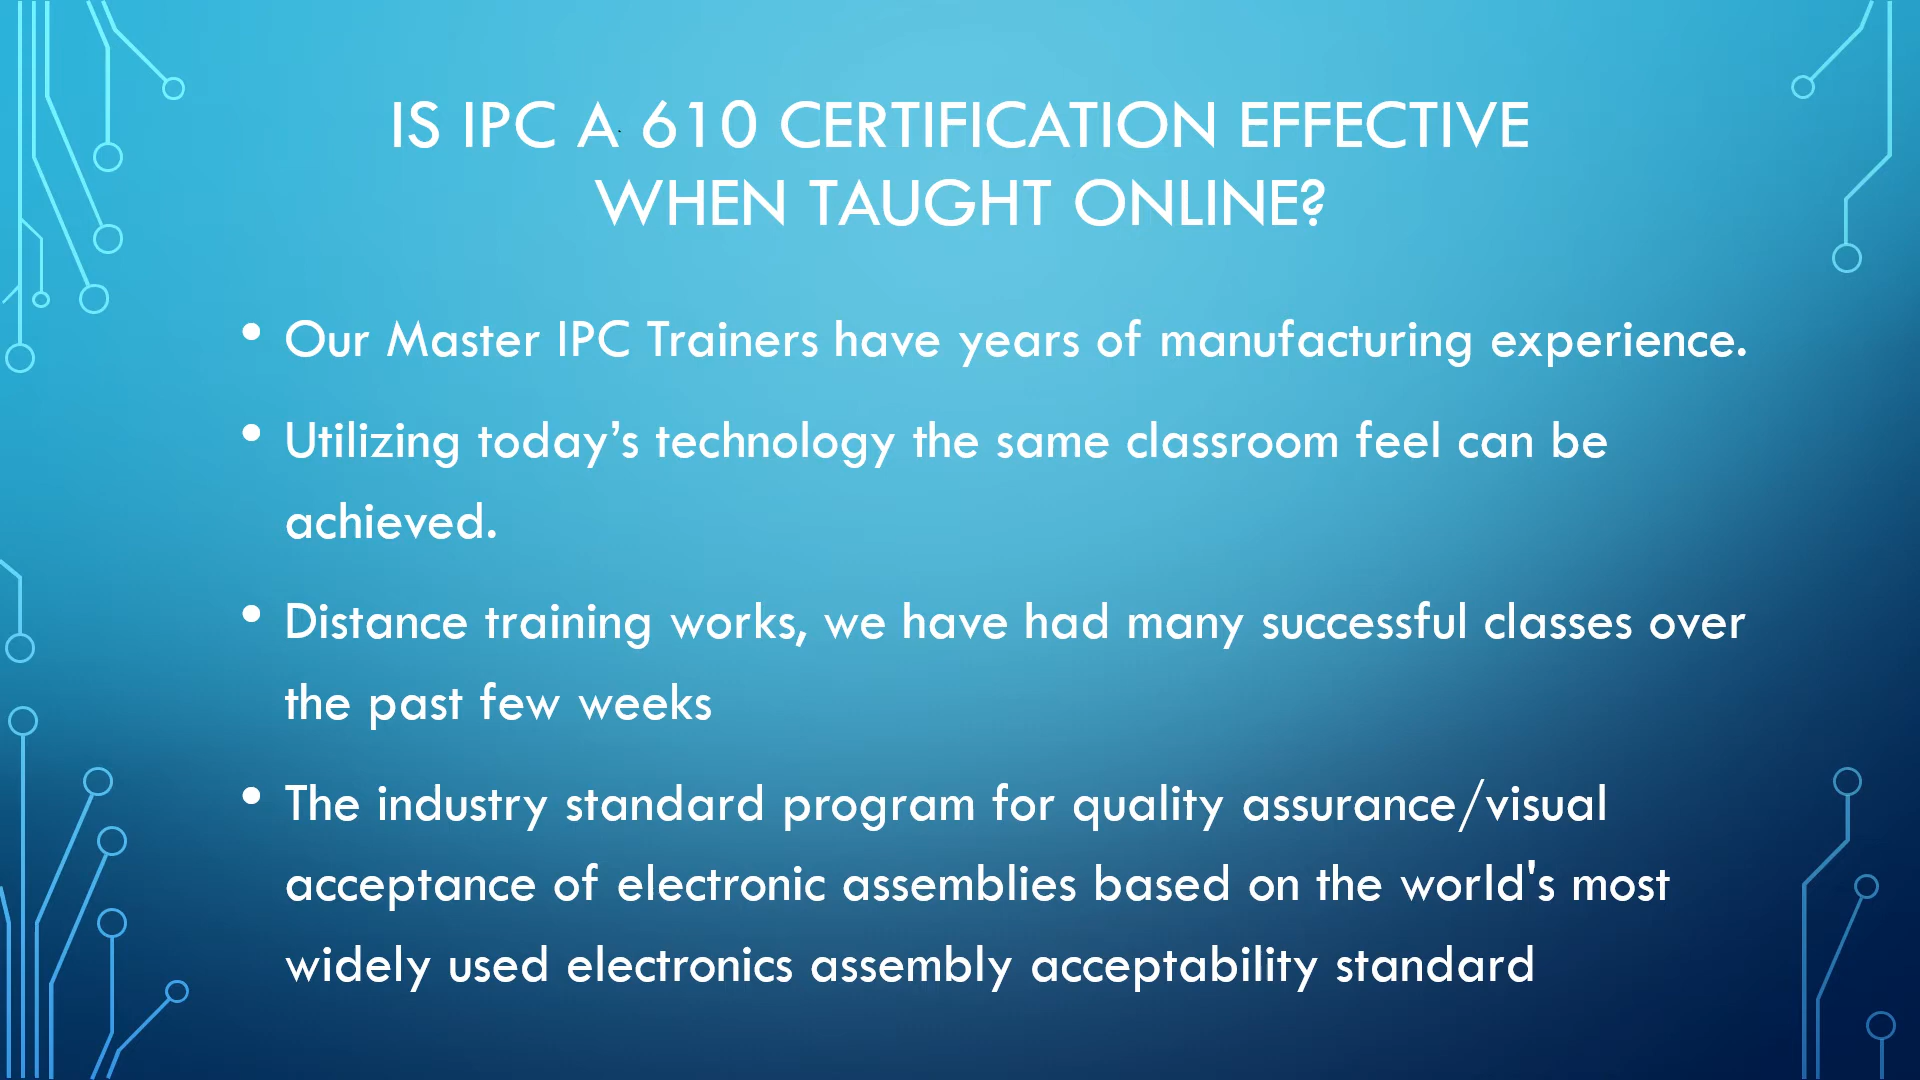 IS IPC A 610 CERTIFICATION EFFECTIVE
WHEN TAUGHT ONLINE?
• Our Master IPC Trainers have years of manufacturing experience.
• Utilizing today’s technology the same classroom feel can be
achieved.
• Distance training works, we have had many successful classes over
the past few weeks
• The industry standard program for quality assurance/visual
acceptance of electronic assemblies based on the world's most
widely used electronics assembly acceptability standard